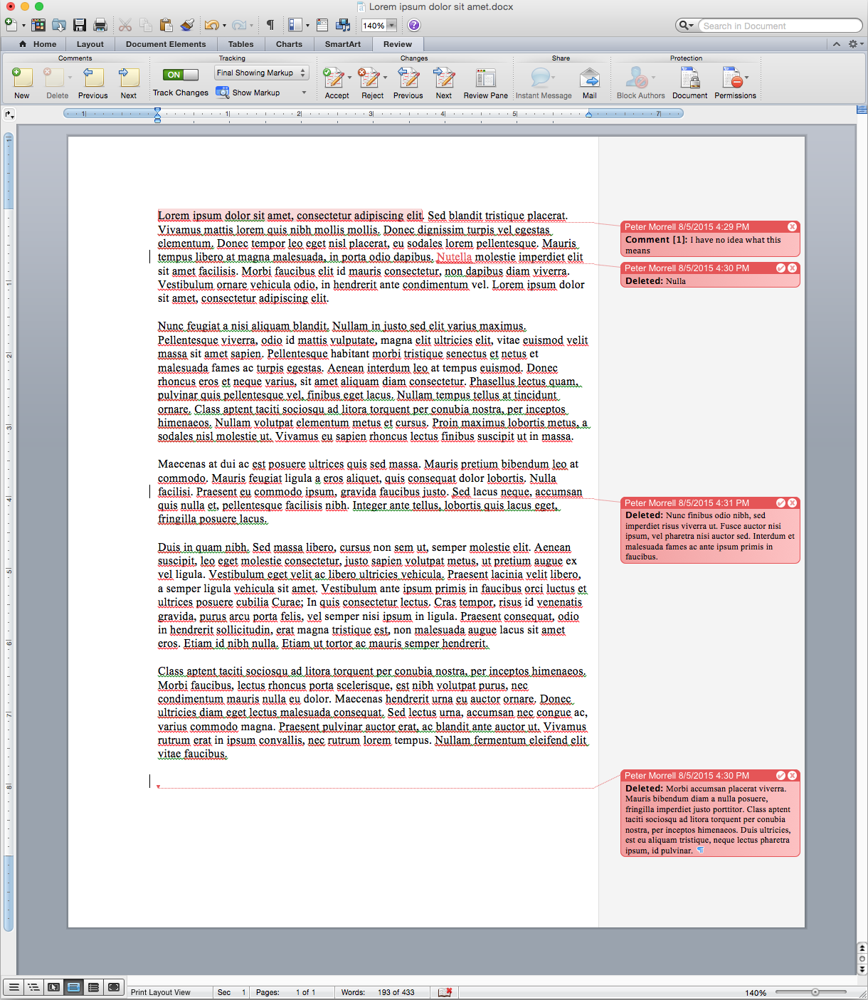 Lorem ipsum dolor sit amet.docx
140%
Search in Document
Home Layout Document Elements Tables Charts SmartArt Review
Comments Tracking Changes Share Protection
ON Final Showing Markup
Track Changes Show Markup
New Delete Previous Next Accept Reject Previous Next Review Pane Instant Message Mail Block Authors Document Permissions
1 1 2 3 4 5 7
Lorem ipsum dolor sit amet, consectetur adipiscing elit. Sed blandit tristique placerat.
Vivamus mattis lorem quis nibh mollis mollis. Donec dignissim turpis vel egestas
elementum. Donec tempor leo eget nisl placerat, eu sodales lorem pellentesque. Mauris
tempus libero at magna malesuada, in porta odio dapibus. Nutella molestie imperdiet elit
sit amet facilisis. Morbi faucibus elit id mauris consectetur, non dapibus diam viverra.
Vestibulum ornare vehicula odio, in hendrerit ante condimentum vel. Lorem ipsum dolor
sit amet, consectetur adipiscing elit.
Peter Morrell 8/5/2015 4:29 PM
Comment [1]: I have no idea what this
means
Peter Morrell 8/5/2015 4:30 PM
Deleted: Nulla
Nunc feugiat a nisi aliquam blandit. Nullam in justo sed elit varius maximus.
Pellentesque viverra, odio id mattis vulputate, magna elit ultricies elit, vitae euismod velit
massa sit amet sapien. Pellentesque habitant morbi tristique senectus et netus et
malesuada fames ac turpis egestas. Aenean interdum leo at tempus euismod. Donec
rhoncus eros et neque varius, sit amet aliquam diam consectetur. Phasellus lectus quam,
pulvinar quis pellentesque vel, finibus eget lacus. Nullam tempus tellus at tincidunt
ornare. Class aptent taciti sociosqu ad litora torquent per conubia nostra, per inceptos
himenaeos. Nullam volutpat elementum metus et cursus. Proin maximus lobortis metus, a
sodales nisl molestie ut. Vivamus eu sapien rhoncus lectus finibus suscipit ut in massa.
Maecenas at dui ac est posuere ultrices quis sed massa. Mauris pretium bibendum leo at
commodo. Mauris feugiat ligula a eros aliquet, quis consequat dolor lobortis. Nulla
facilisi. Praesent eu commodo ipsum, gravida faucibus justo. Sed lacus neque, accumsan
quis nulla et, pellentesque facilisis nibh. Integer ante tellus, lobortis quis lacus eget,
fringilla posuere lacus.
Peter Morrell 8/5/2015 4:31 PM
Deleted: Nunc finibus odio nibh, sed
imperdiet risus viverra ut. Fusce auctor nisi
ipsum, vel pharetra nisi auctor sed. Interdum et
malesuada fames ac ante ipsum primis in
faucibus.
Duis in quam nibh. Sed massa libero, cursus non sem ut, semper molestie elit. Aenean
suscipit, leo eget molestie consectetur, justo sapien volutpat metus, ut pretium augue ex
vel ligula. Vestibulum eget velit ac libero ultricies vehicula. Praesent lacinia velit libero,
a semper ligula vehicula sit amet. Vestibulum ante ipsum primis in faucibus orci luctus et
ultrices posuere cubilia Curae; In quis consectetur lectus. Cras tempor, risus id venenatis
gravida, purus arcu porta felis, vel semper nisi ipsum in ligula. Praesent consequat, odio
in hendrerit sollicitudin, erat magna tristique est, non malesuada augue lacus sit amet
eros. Etiam id nibh nulla. Etiam ut tortor ac mauris semper hendrerit.
Class aptent taciti sociosqu ad litora torquent per conubia nostra, per inceptos himenaeos.
Morbi faucibus, lectus rhoncus porta scelerisque, est nibh volutpat purus, nec
condimentum mauris nulla eu dolor. Maecenas hendrerit urna eu auctor ornare. Donec
ultricies diam eget lectus malesuada consequat. Sed lectus urna, accumsan nec congue ac,
varius commodo magna. Praesent pulvinar auctor erat, ac blandit ante auctor ut. Vivamus
rutrum erat in ipsum convallis, nec rutrum lorem tempus. Nullam fermentum eleifend elit
vitae faucibus.
Peter Morrell 8/5/2015 4:30 PM
Deleted: Morbi accumsan placerat viverra.
Mauris bibendum diam a nulla posuere,
fringilla imperdiet justo porttitor. Class aptent
taciti sociosqu ad litora torquent per conubia
nostra, per inceptos himenaeos. Duis ultricies,
est eu aliquam tristique, neque lectus pharetra
ipsum, id pulvinar. ¶
Print Layout View Sec 1 Pages: 1 of 1 Words: 193 of 433 140%